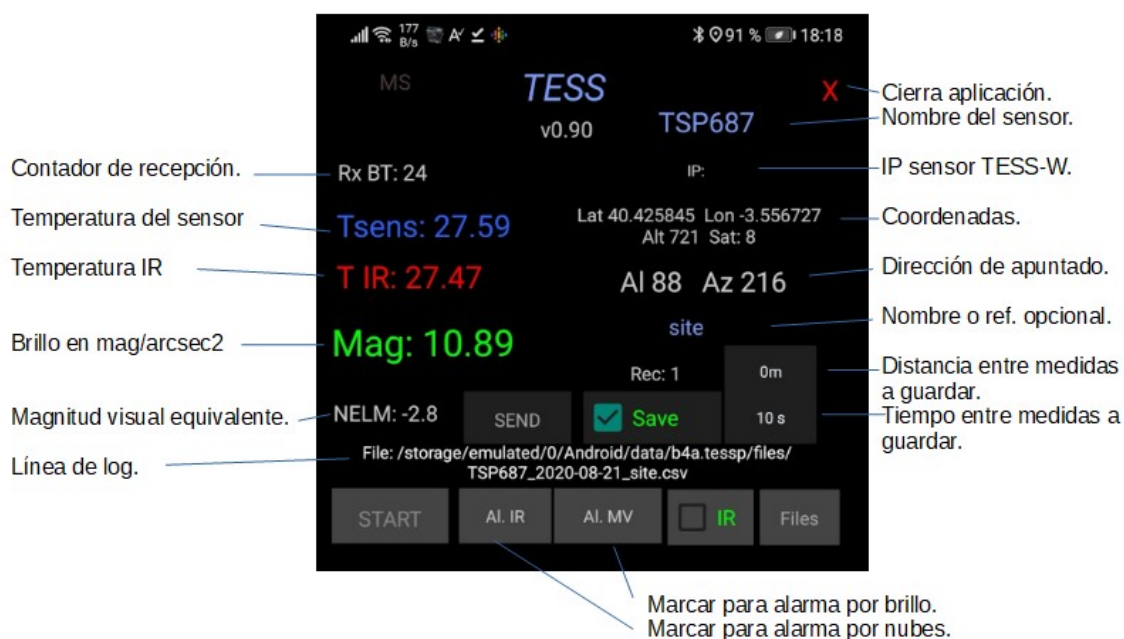 177
B/s
91 %
18:18
MS
TESS
X
Cierra aplicación.
v0.90
TSP687
Nombre del sensor.
Contador de recepción.
Rx BT: 24
IP:
IP sensor TESS-W.
Temperatura del sensor
Tsens: 27.59
Lat 40.425845 Lon -3.556727
Alt 721 Sat: 8
Coordenadas.
Temperatura IR
T IR: 27.47
Al 88 Az 216
Dirección de apuntado.
site
Nombre o ref. opcional.
Brillo en mag/arcsec2
Mag: 10.89
Rec: 1
0m
Distancia entre medidas
a guardar.
Magnitud visual equivalente.
NELM: -2.8
SEND
Save
10 s
Tiempo entre medidas a
guardar.
Línea de log.
File: /storage/emulated/0/Android/data/b4a.tessp/files/
TSP687_2020-08-21_site.csv
START
Al. IR
Al. MV
IR
Files
Marcar para alarma por brillo.
Marcar para alarma por nubes.